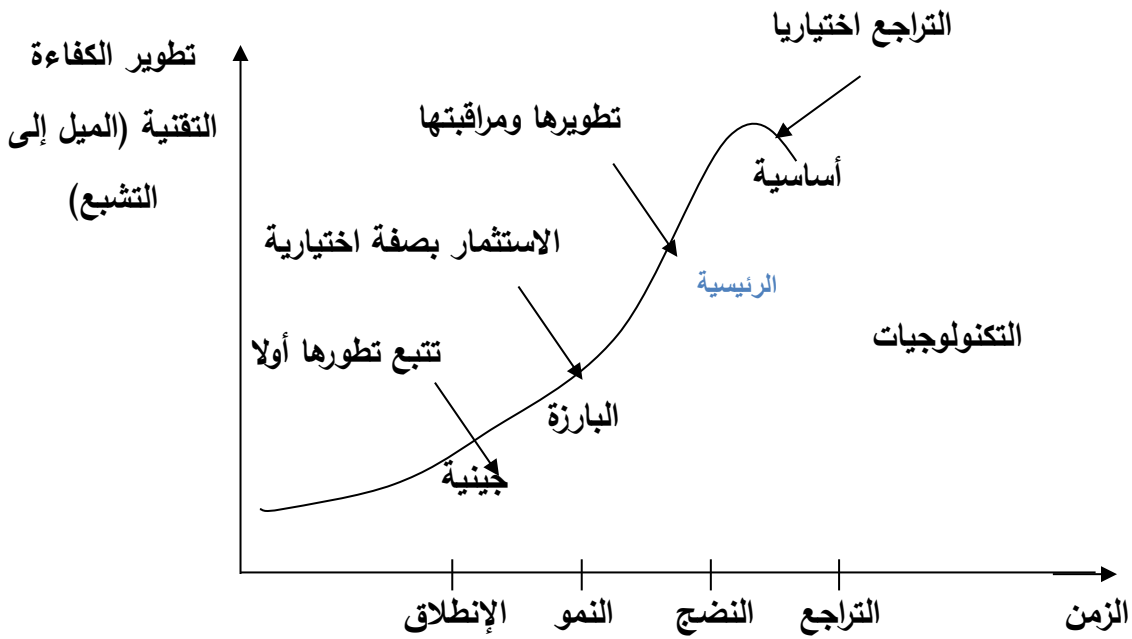 التراجع اختياريا
تطوير الكفاءة
التقنية (الميل إلى
التشبع)
تطويرها ومراقبتها
أساسية
الاستثمار بصفة اختيارية
الرئيسية
التكنولوجيات
تتبع تطورها أولا
البارزة
جينية
الإنطلاق
النمو
النضج
التراجع
الزمن